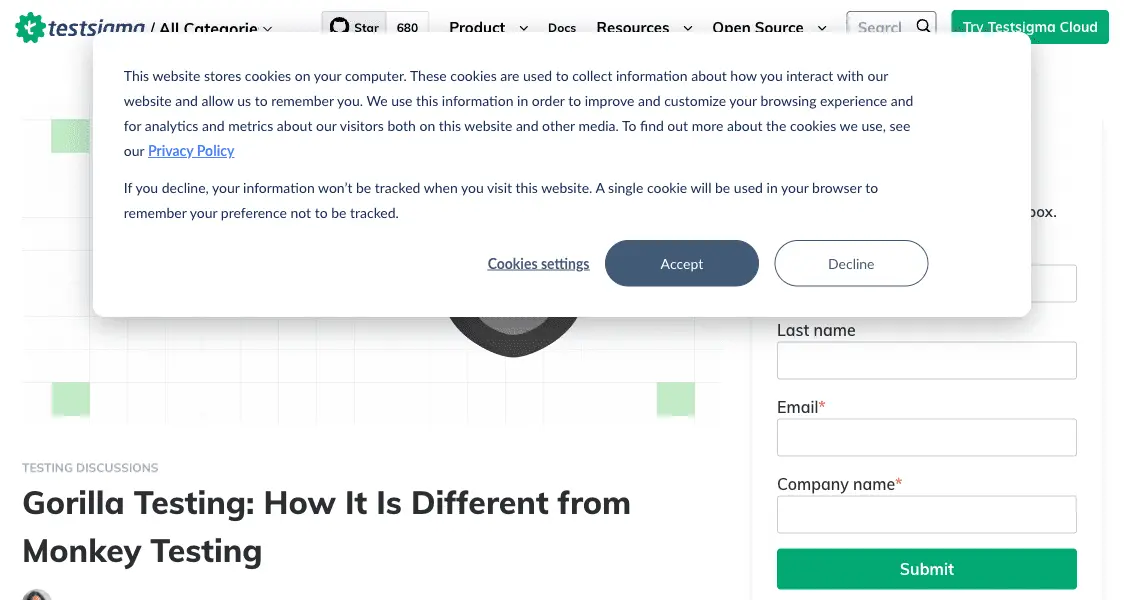 testsigma / All Categorie
Star 680 Product Docs Resources Open Source Search Try Testsigma Cloud
This website stores cookies on your computer. These cookies are used to collect information about how you interact with our
website and allow us to remember you. We use this information in order to improve and customize your browsing experience and
for analytics and metrics about our visitors both on this website and other media. To find out more about the cookies we use, see
our Privacy Policy
If you decline, your information won’t be tracked when you visit this website. A single cookie will be used in your browser to
remember your preference not to be tracked.
Cookies settings Accept Decline
box.
Last name
Email*
Company name*
Submit
TESTING DISCUSSIONS
Gorilla Testing: How It Is Different from
Monkey Testing